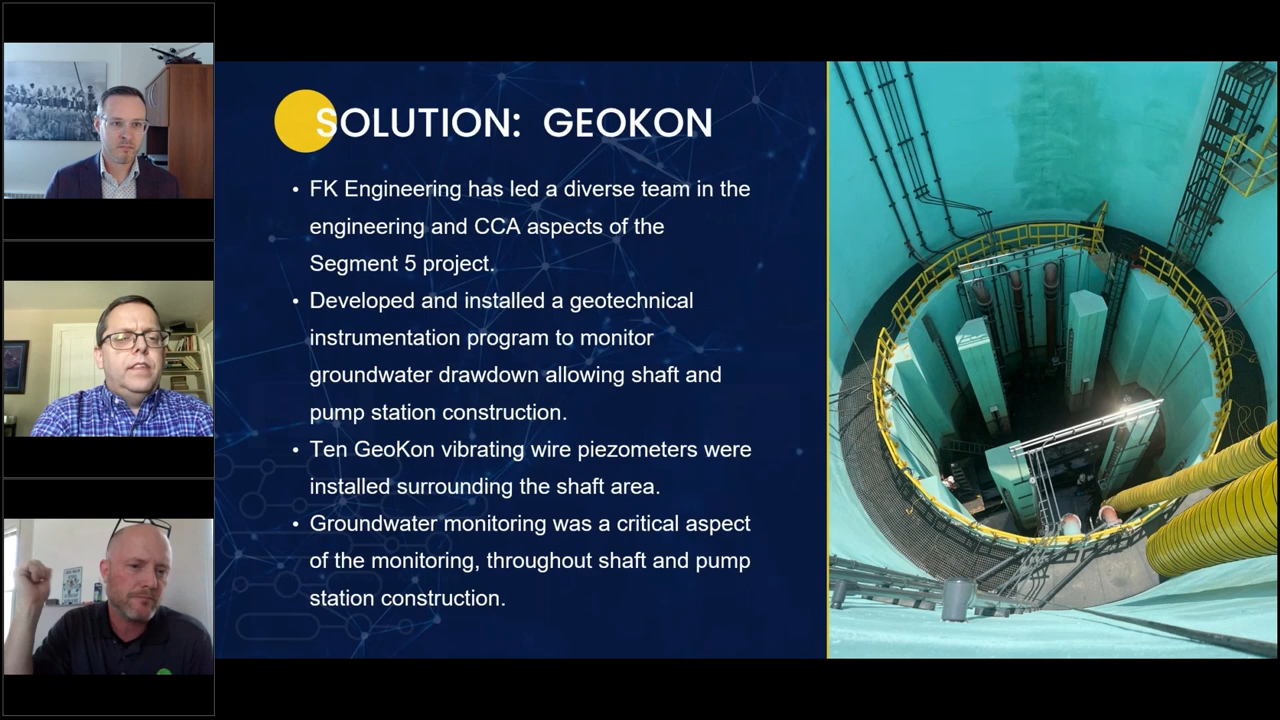 SOLUTION: GEOKON
• FK Engineering has led a diverse team in the
engineering and CCA aspects of the
Segment 5 project.
• Developed and installed a geotechnical
instrumentation program to monitor
groundwater drawdown allowing shaft and
pump station construction.
• Ten GeoKon vibrating wire piezometers were
installed surrounding the shaft area.
• Groundwater monitoring was a critical aspect
of the monitoring, throughout shaft and pump
station construction.